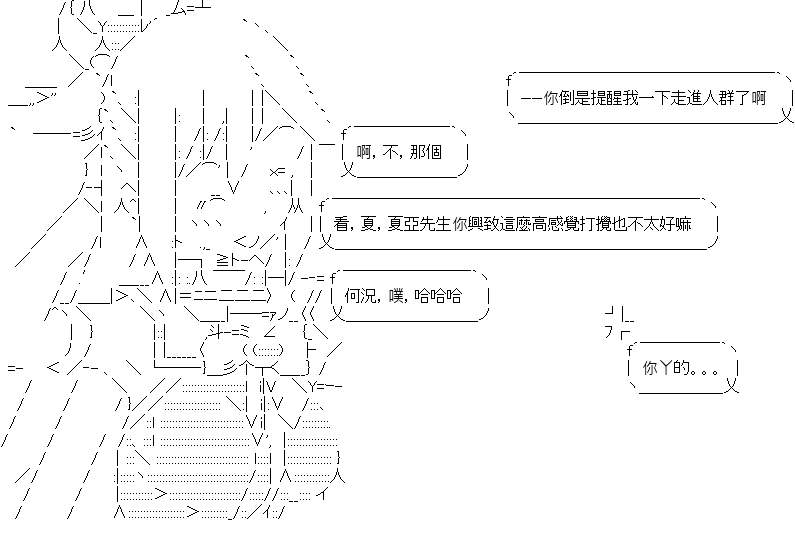 ——你倒是提醒我一下走進人群了啊
啊，不，那個
看，夏，夏亞先生你興致這麼高感覺打攪也不太好嘛
何況，噗，哈哈哈
你丫的。。。